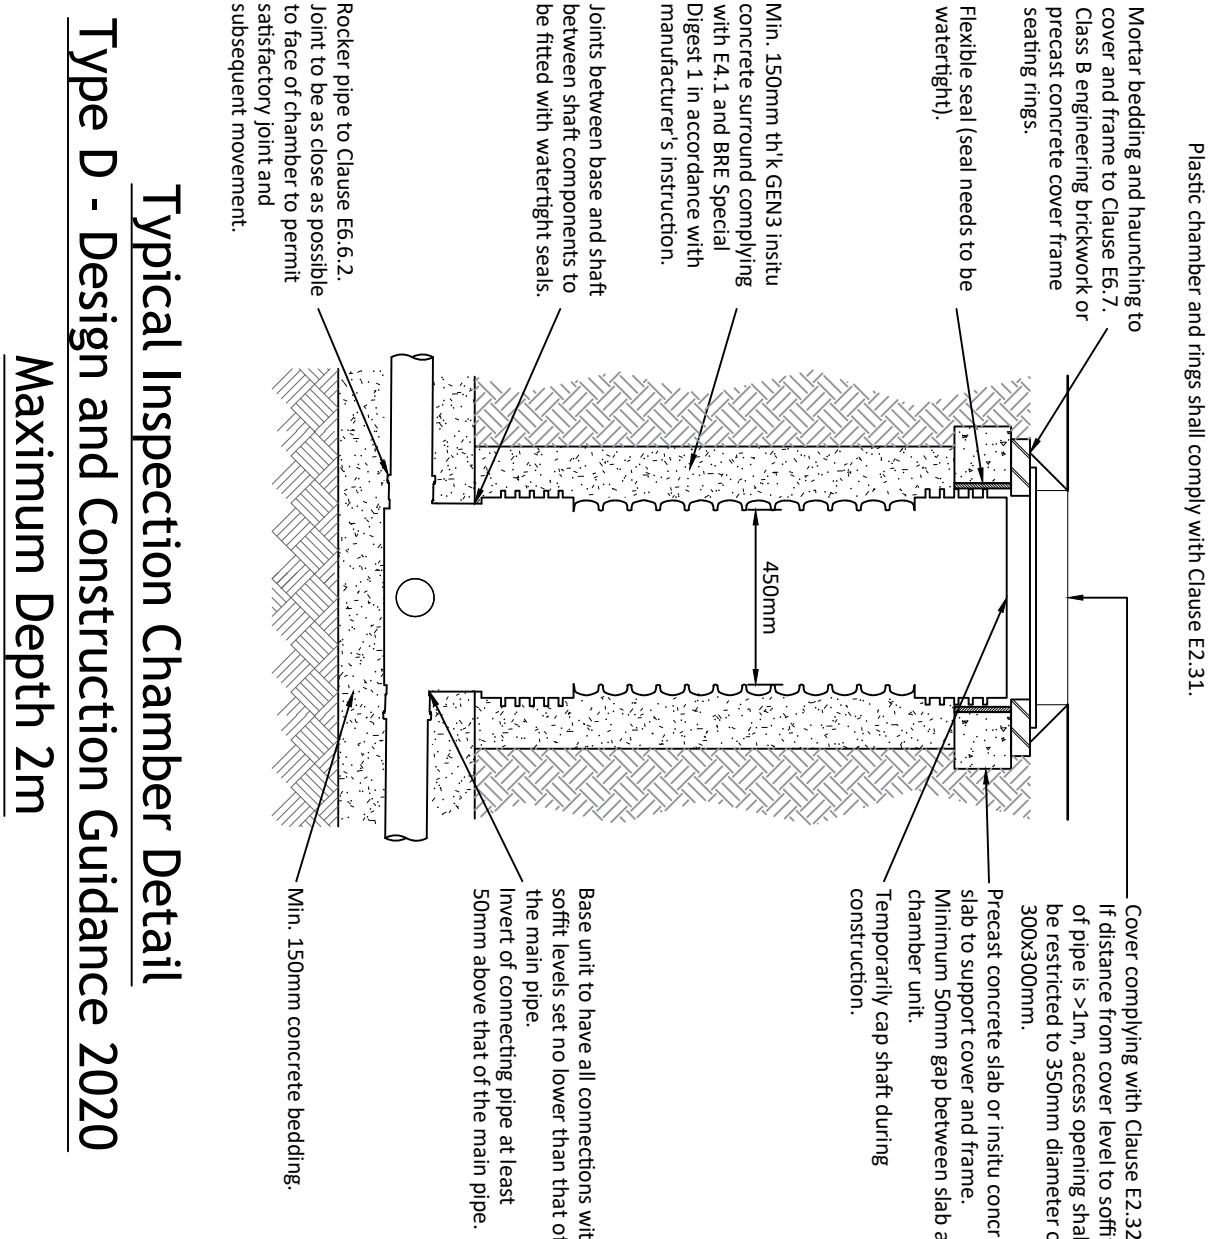 Plastic chamber and rings shall comply with Clause E2.31.
Mortar bedding and haunching to
cover and frame to Clause E6.7.
Class B engineering brickwork or
precast concrete cover frame
seating rings.
Flexible seal (seal needs to be
watertight).
Min. 150mm th'k GEN3 insitu
concrete surround complying
with E4.1 and BRE Special
Digest 1 in accordance with
manufacturer's instruction.
Joints between base and shaft
between shaft components to
be fitted with watertight seals.
Rocker pipe to Clause E6.6.2.
Joint to be as close as possible
to face of chamber to permit
satisfactory joint and
subsequent movement.
450mm
Cover complying with Clause E2.32
If distance from cover level to soffi
of pipe is >1m, access opening shal
be restricted to 350mm diameter
300x300mm.
Precast concrete slab or insitu concr
slab to support cover and frame.
Minimum 50mm gap between slab a
chamber unit.
Temporarily cap shaft during
construction.
Base unit to have all connections wit
soffit levels set no lower than that of
the main pipe.
Invert of connecting pipe at least
50mm above that of the main pipe.
Min. 150mm concrete bedding.
Typical Inspection Chamber Detail
Type D - Design and Construction Guidance 2020
Maximum Depth 2m